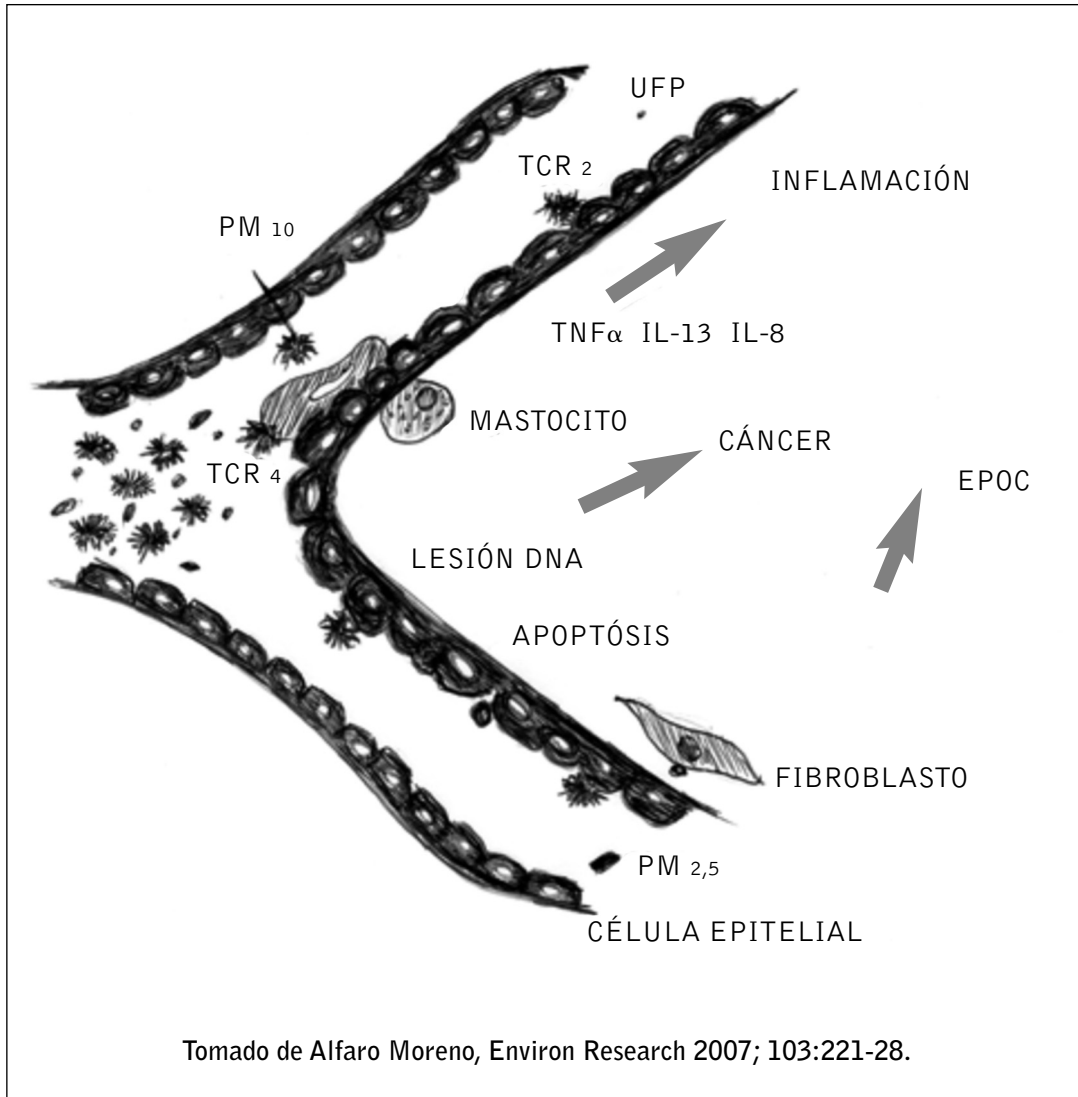 UFP
TCR 2
INFLAMACIÓN
PM 10
TNFα IL-13 IL-8
MASTOCITO
CÁNCER
TCR 4
EPOC
LESIÓN DNA
APOPTÓSIS
FIBROBLASTO
PM 2,5
CÉLULA EPITELIAL
Tomado de Alfaro Moreno, Environ Research 2007; 103:221-28.